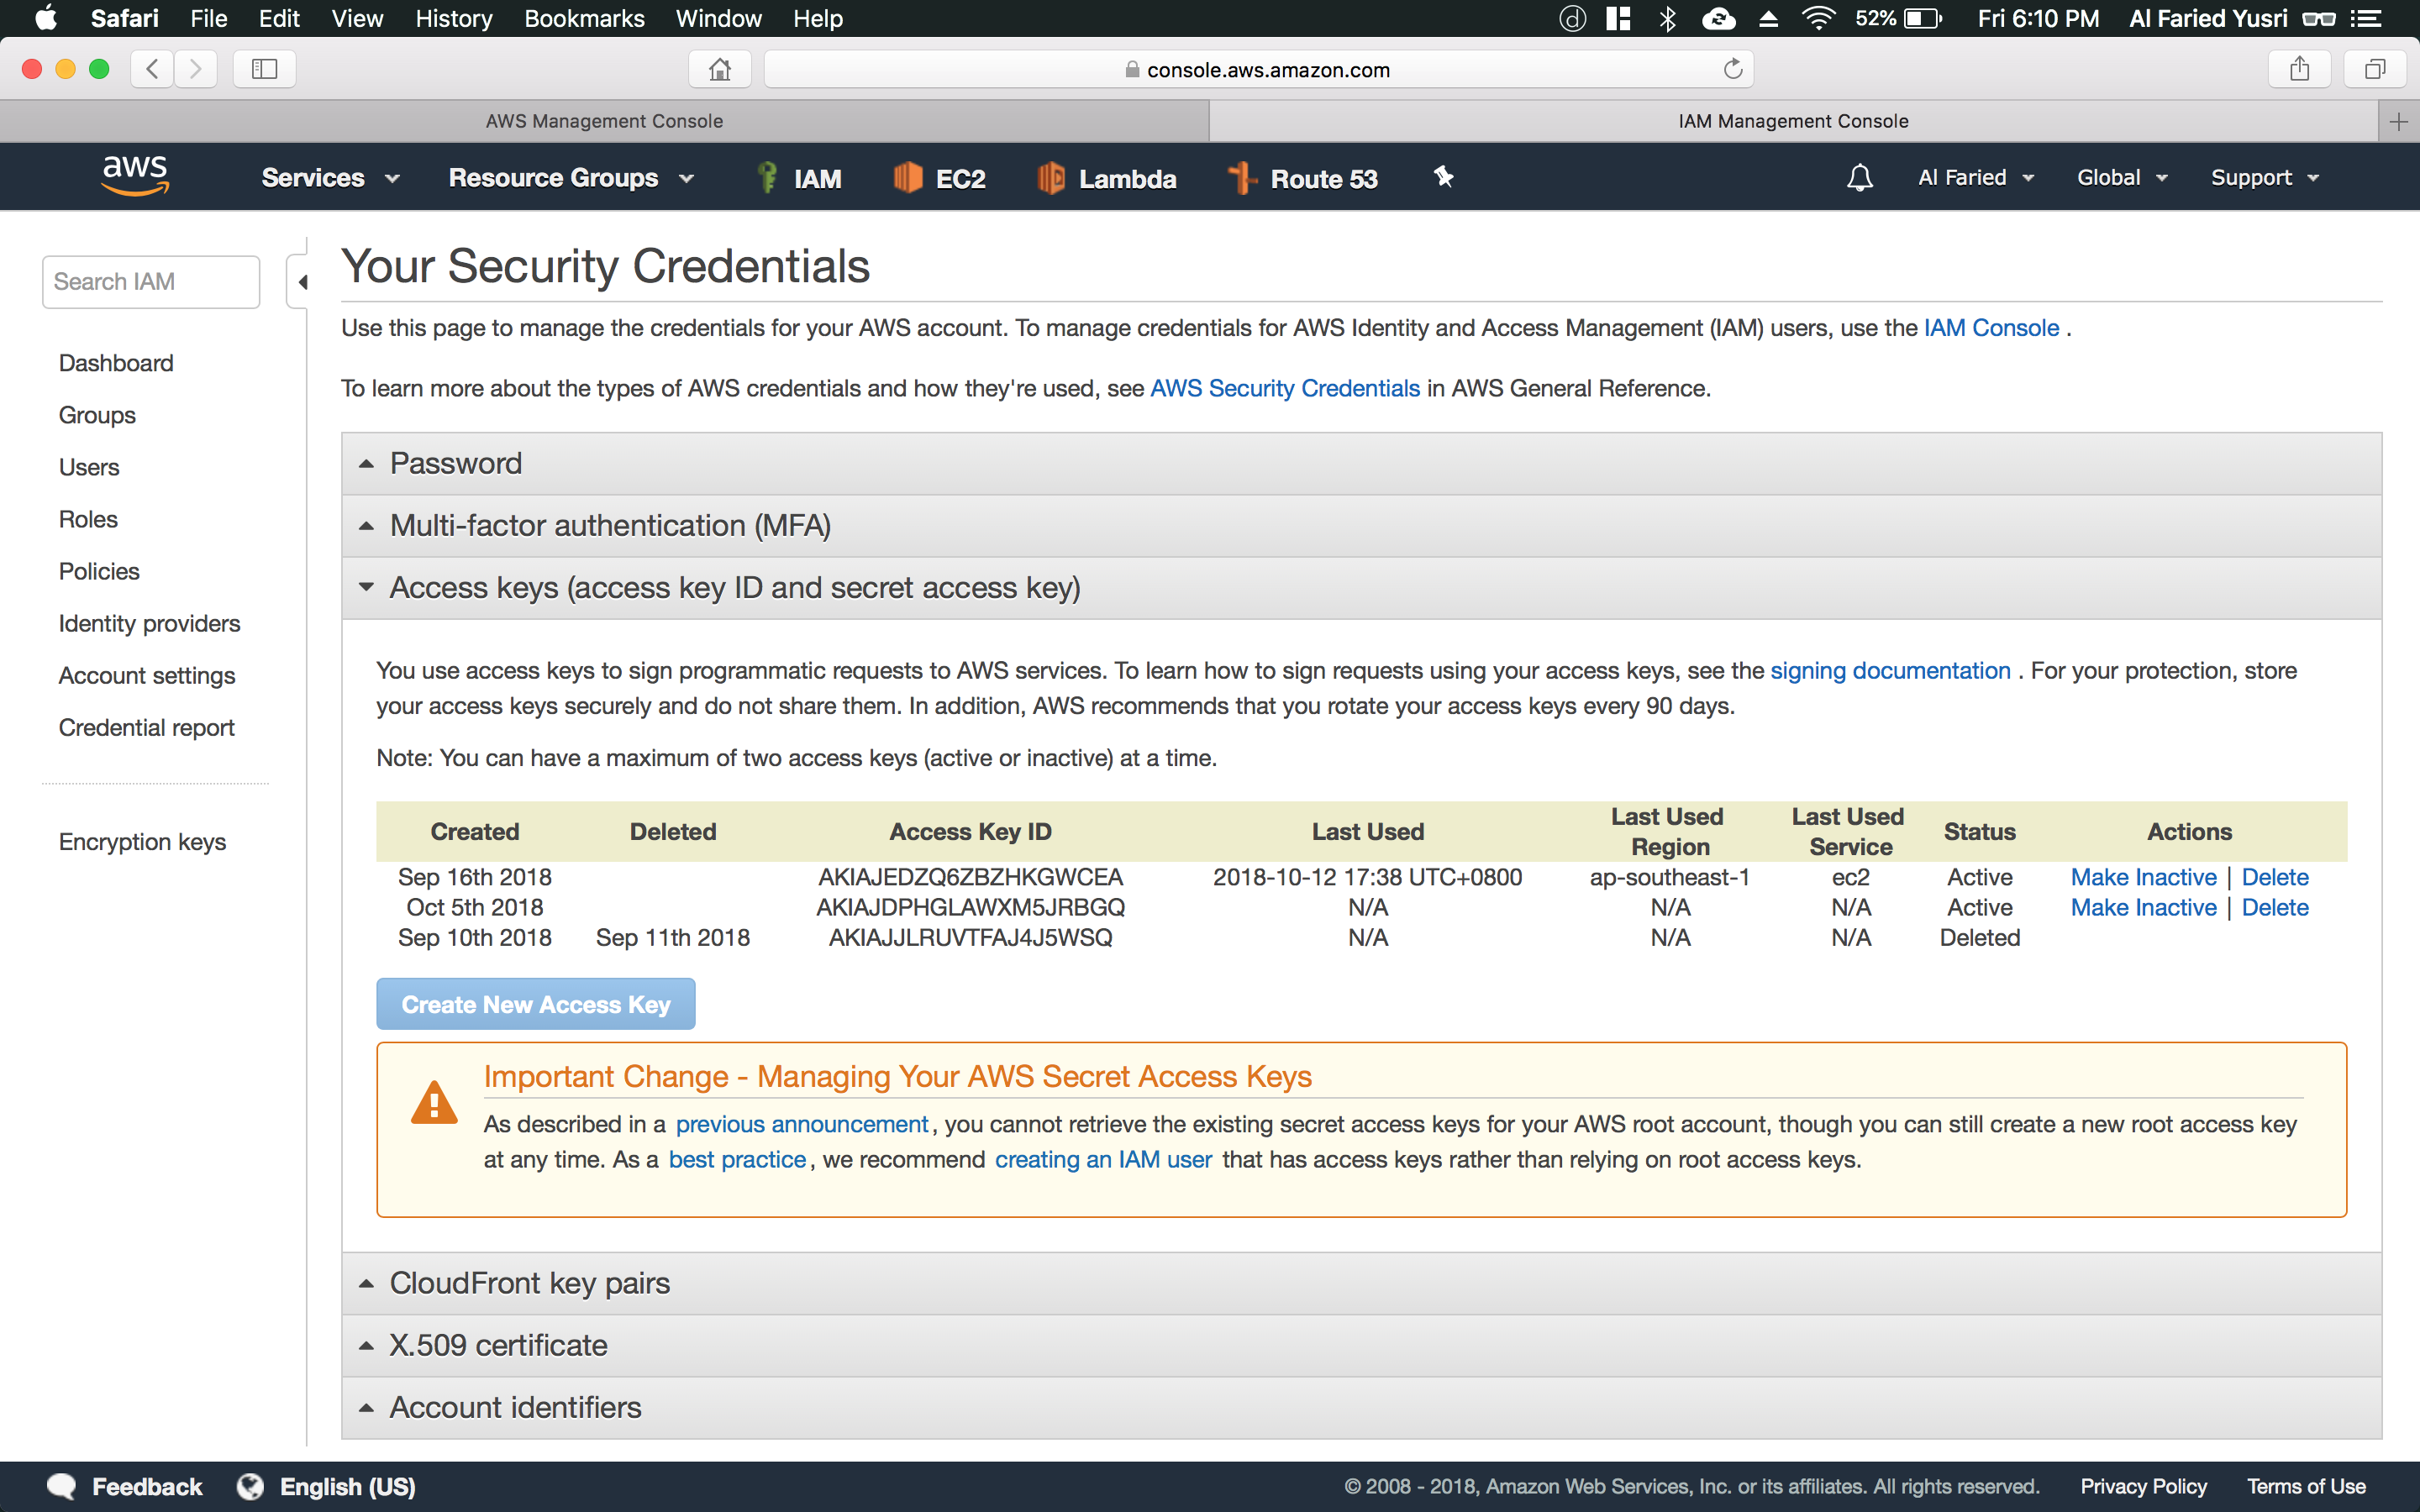 Safari File Edit View History Bookmarks Window Help 52% Fri 6:10 PM Al Faried Yusri
console.aws.amazon.com
AWS Management Console IAM Management Console
aws Services Resource Groups IAM EC2 Lambda Route 53 Al Faried Global Support
Search IAM
Dashboard
Groups
Users
Roles
Policies
Identity providers
Account settings
Credential report
Encryption keys
Your Security Credentials
Use this page to manage the credentials for your AWS account. To manage credentials for AWS Identity and Access Management (IAM) users, use the IAM Console .
To learn more about the types of AWS credentials and how they're used, see AWS Security Credentials in AWS General Reference.
Password
Multi-factor authentication (MFA)
Access keys (access key ID and secret access key)
You use access keys to sign programmatic requests to AWS services. To learn how to sign requests using your access keys, see the signing documentation . For your protection, store
your access keys securely and do not share them. In addition, AWS recommends that you rotate your access keys every 90 days.
Note: You can have a maximum of two access keys (active or inactive) at a time.
Created Deleted Access Key ID Last Used Last Used Region Last Used Service Status Actions
Sep 16th 2018 AKIAJEDZQ6ZBZHKGWCEA 2018-10-12 17:38 UTC+0800 ap-southeast-1 ec2 Active Make Inactive | Delete
Oct 5th 2018 AKIAJDPHGLAWXM5JRBGQ N/A N/A N/A Active Make Inactive | Delete
Sep 10th 2018 Sep 11th 2018 AKIAJJLRUVTFAJ4J5WSQ N/A N/A N/A Deleted
Create New Access Key
Important Change - Managing Your AWS Secret Access Keys
As described in a previous announcement, you cannot retrieve the existing secret access keys for your AWS root account, though you can still create a new root access key
at any time. As a best practice, we recommend creating an IAM user that has access keys rather than relying on root access keys.
CloudFront key pairs
X.509 certificate
Account identifiers
Feedback English (US) © 2008 - 2018, Amazon Web Services, Inc. or its affiliates. All rights reserved. Privacy Policy Terms of Use